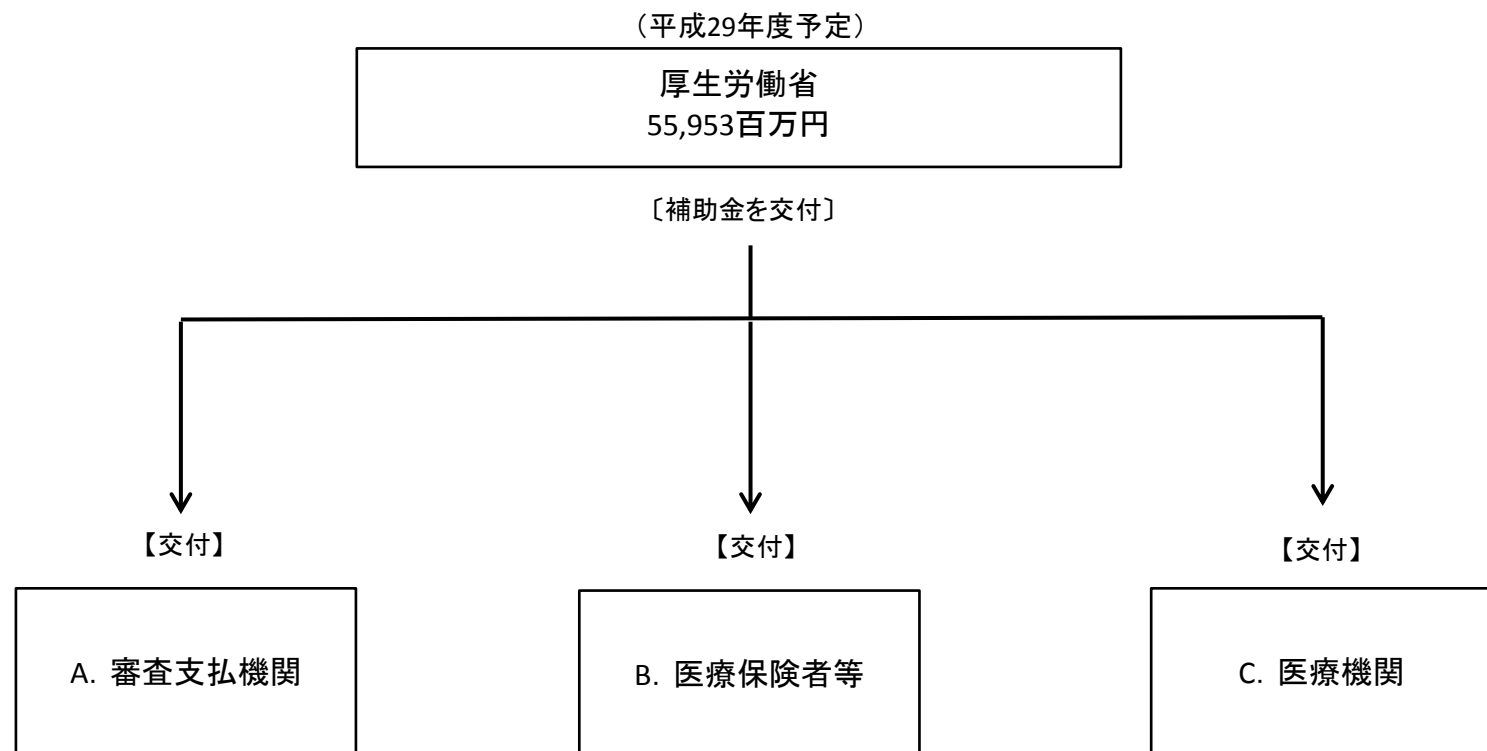 （平成29年度予定）
厚生労働省
55,953百万円
〔補助金を交付〕
【交付】
【交付】
【交付】
A. 審査支払機関
B. 医療保険者等
C. 医療機関